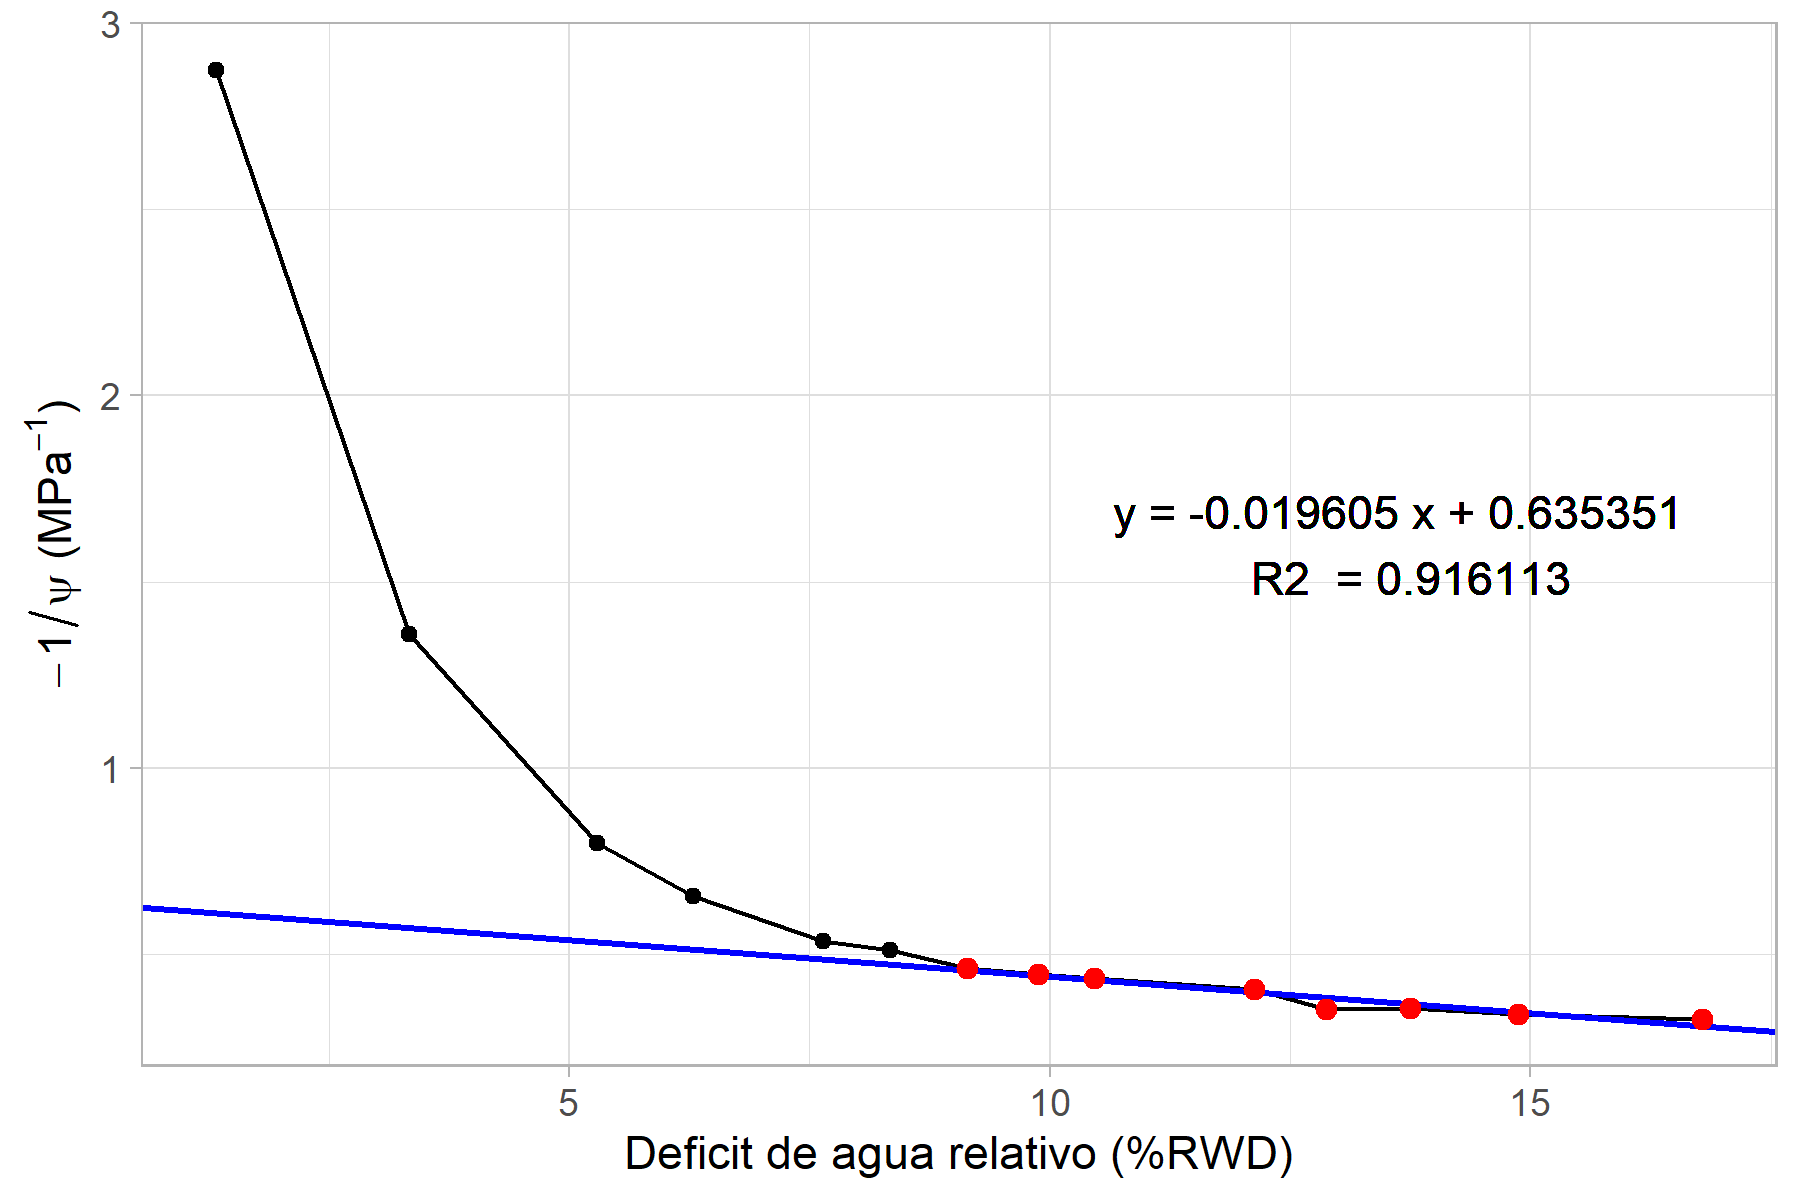 3
2
1
−1/ψ (MPa⁻¹)
y = -0.019605 x + 0.635351
R2  = 0.916113
5 10 15
Deficit de agua relativo (%RWD)